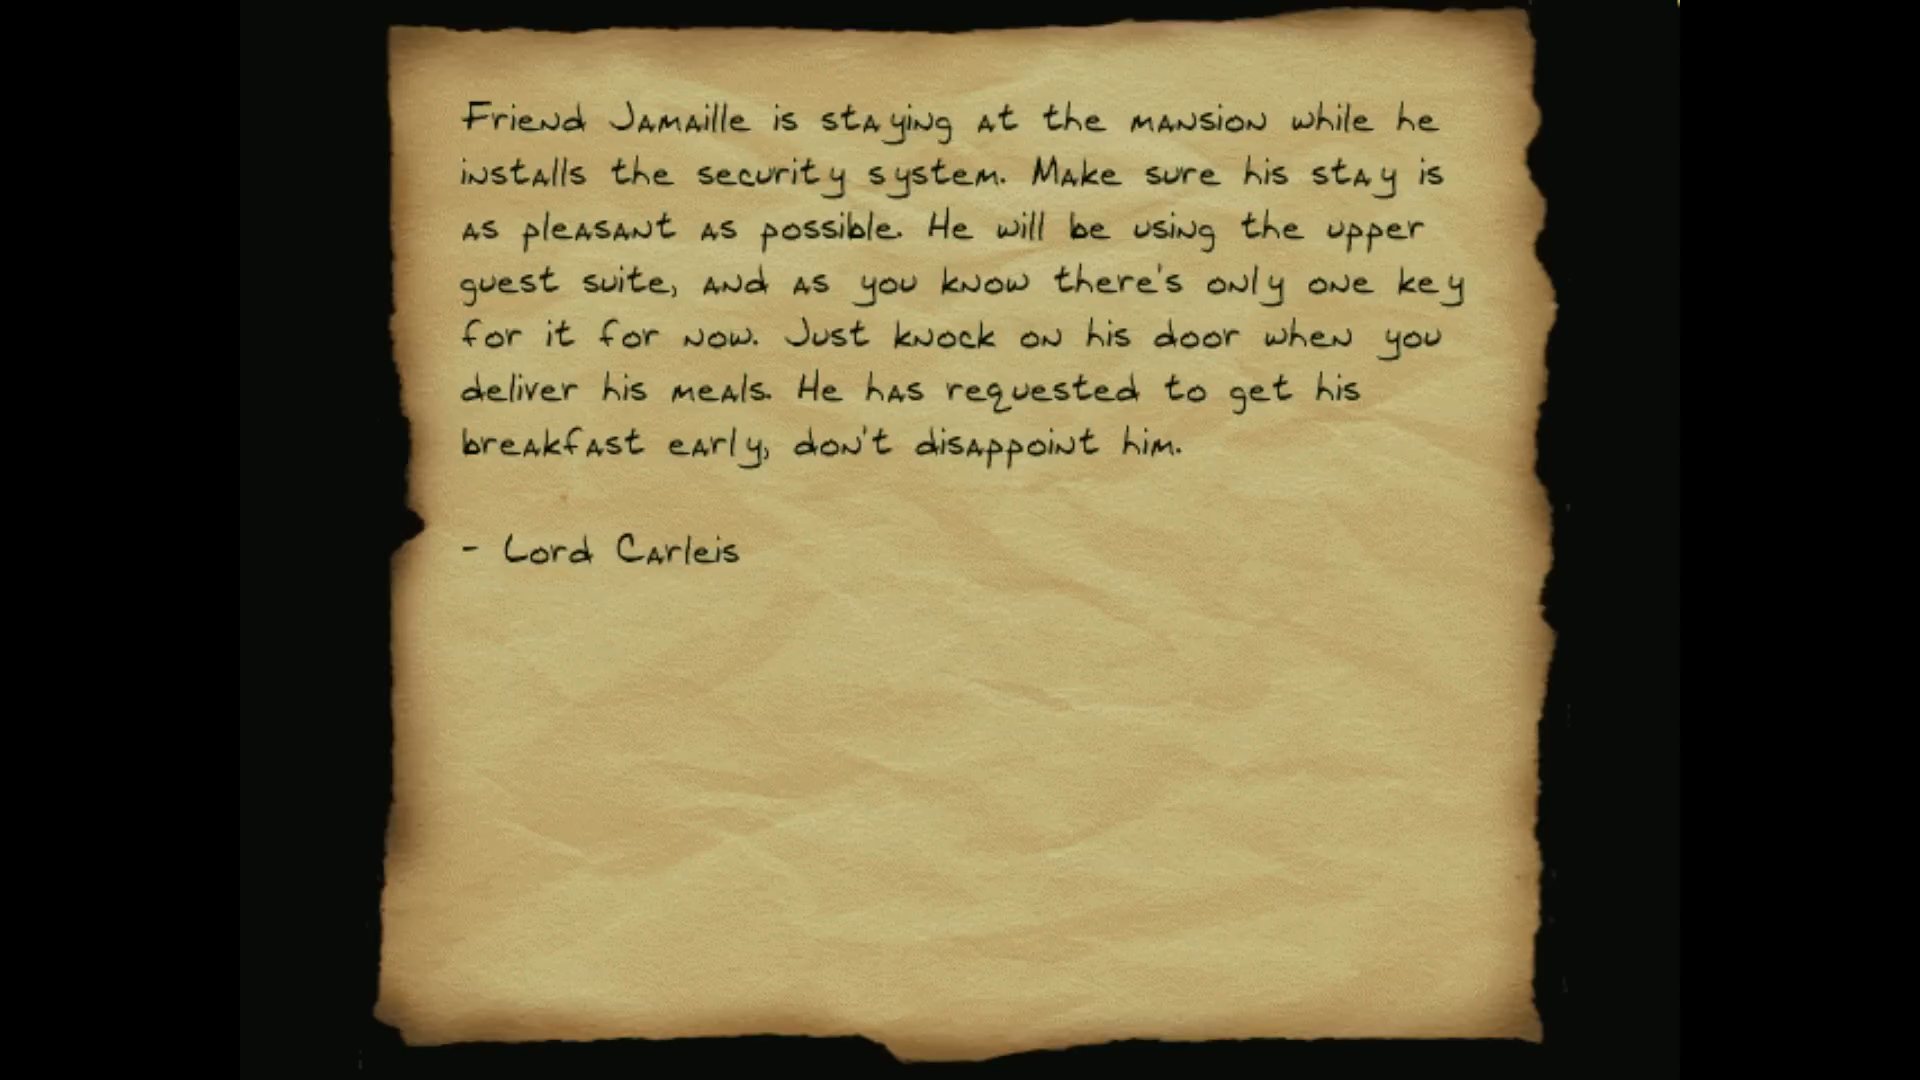 Friend Jamaille is staying at the mansion while he
installs the security system. Make sure his stay is
as pleasant as possible. He will be using the upper
guest suite, and as you know there's only one key
for it for now. Just knock on his door when you
deliver his meals. He has requested to get his
breakfast early, don't disappoint him.
- Lord Carleis